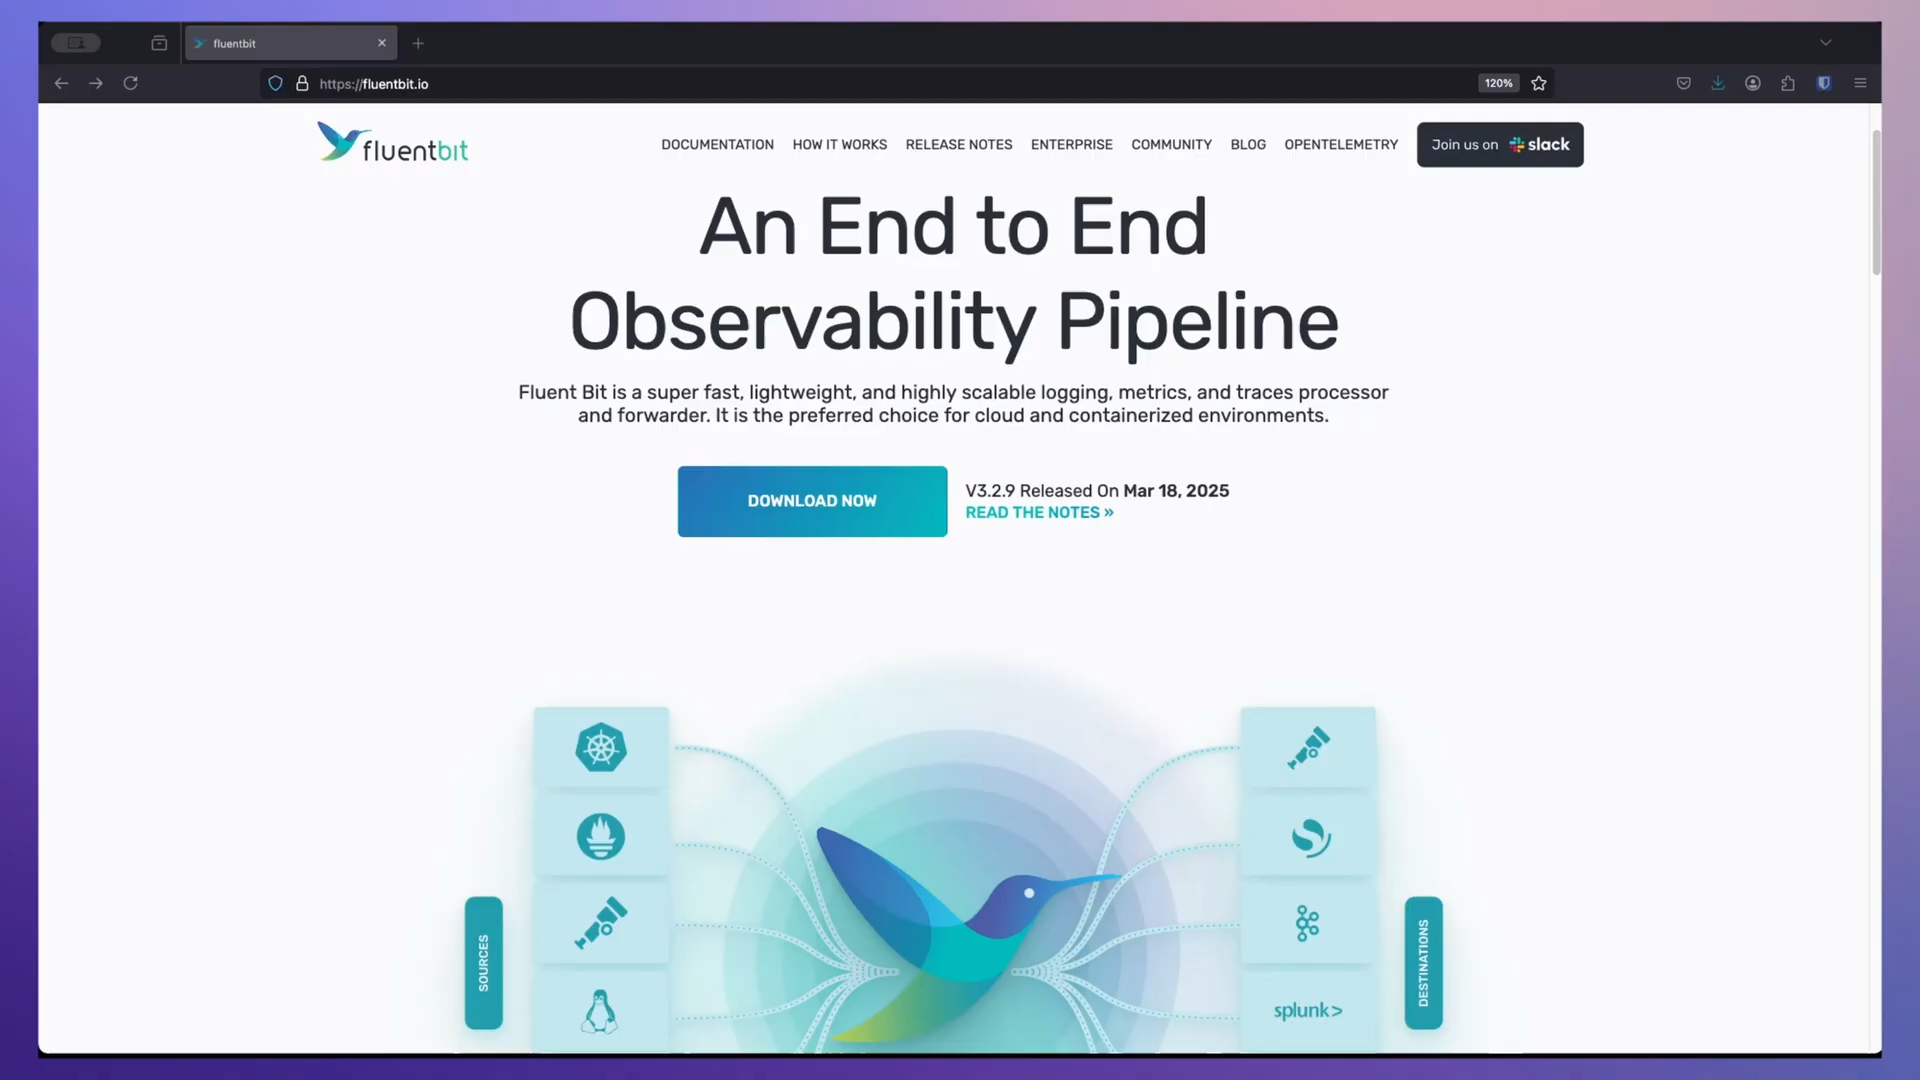 fluentbit
https://fluentbit.io
120%
fluentbit
DOCUMENTATION
HOW IT WORKS
RELEASE NOTES
ENTERPRISE
COMMUNITY
BLOG
OPENTELEMETRY
Join us on slack
An End to End
Observability Pipeline
Fluent Bit is a super fast, lightweight, and highly scalable logging, metrics, and traces processor
and forwarder. It is the preferred choice for cloud and containerized environments.
DOWNLOAD NOW
V3.2.9 Released On Mar 18, 2025
READ THE NOTES »
SOURCES
DESTINATIONS
splunk>